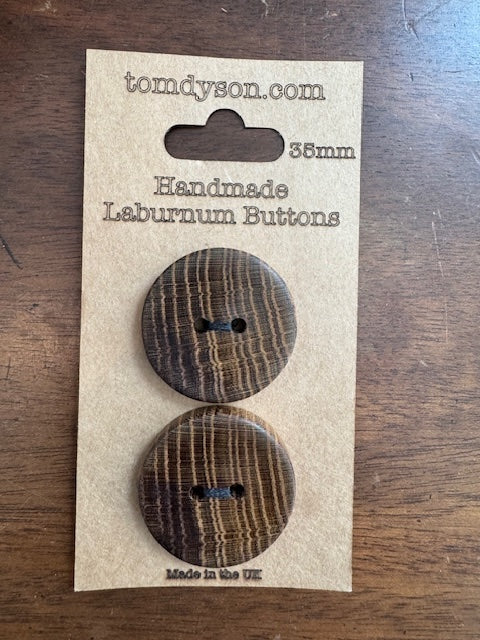 tomdyson.com
35mm
Handmade
Laburnum Buttons
Made in the UK